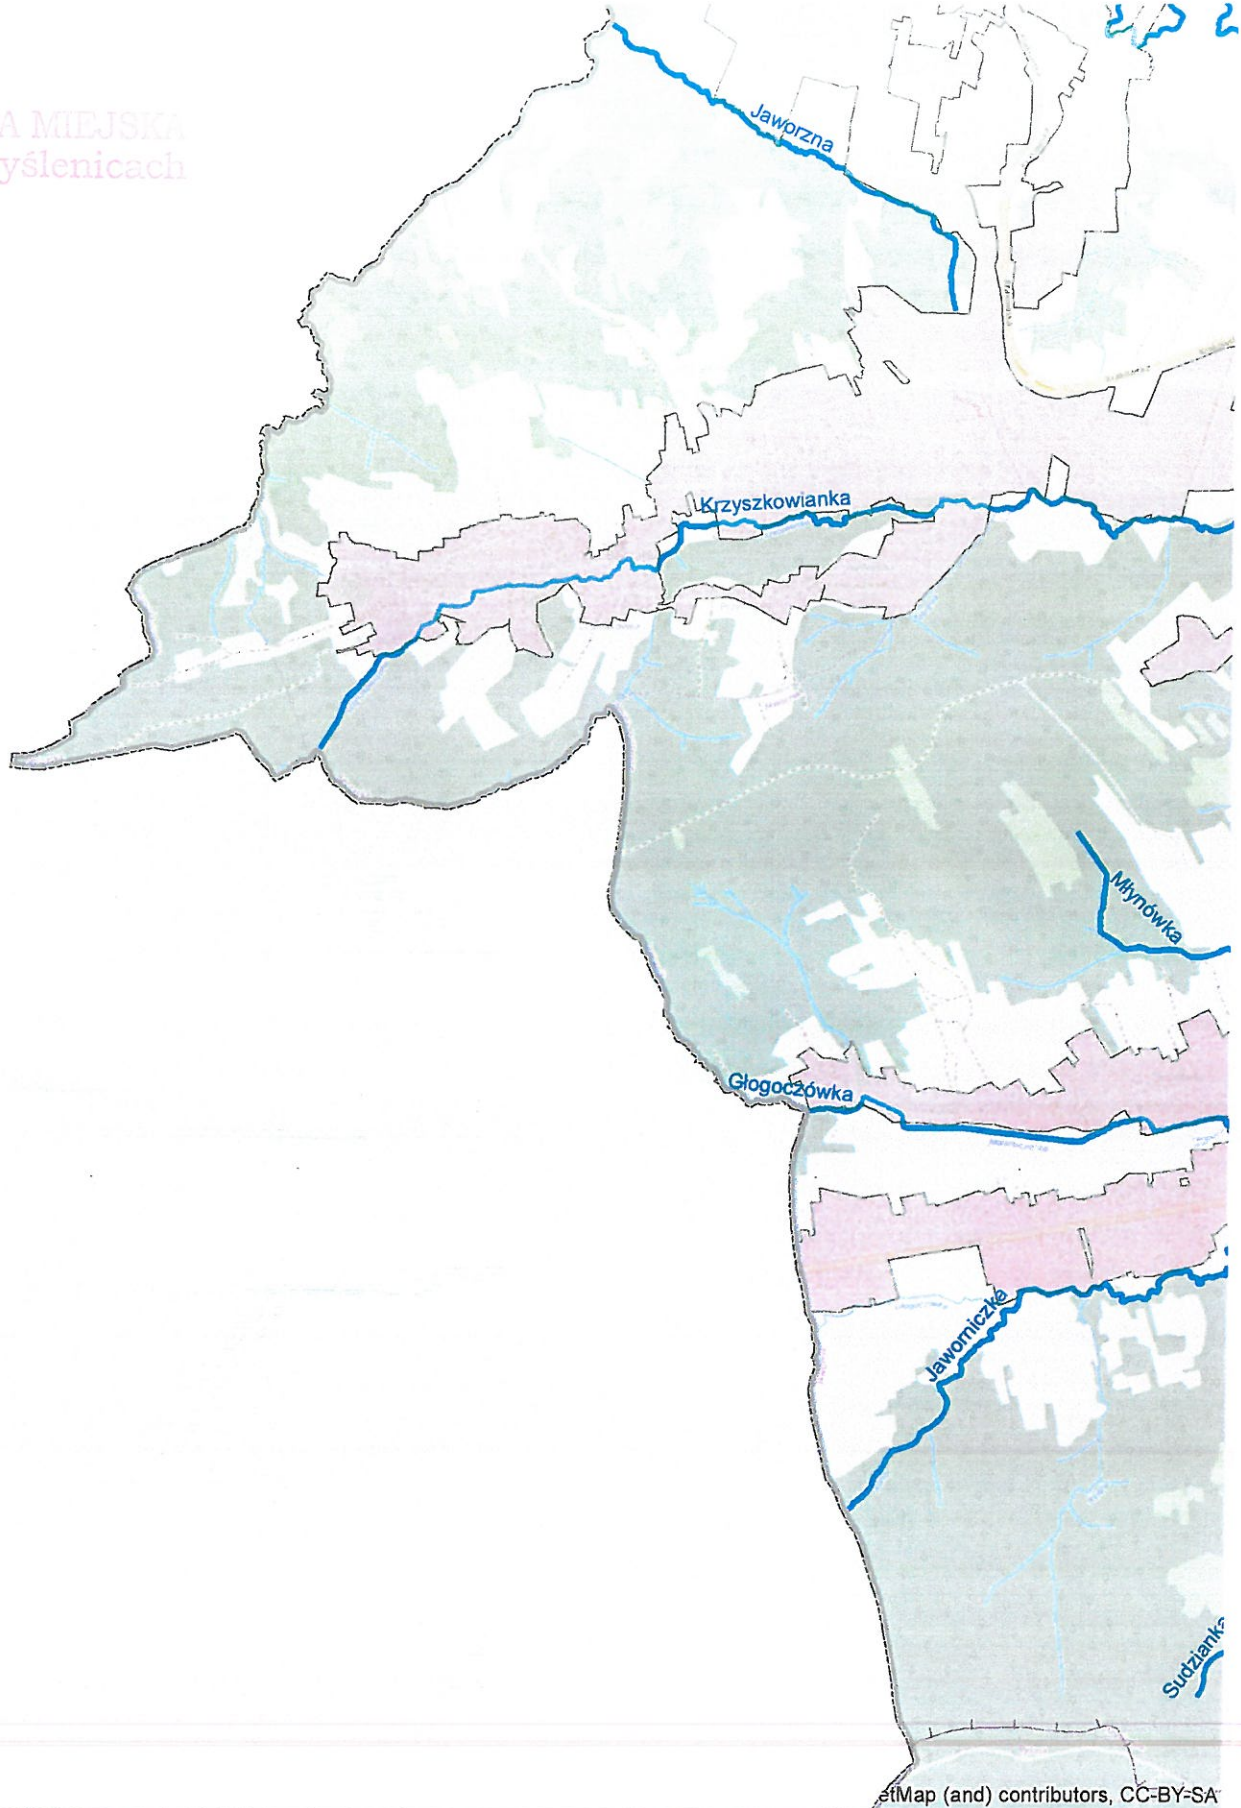 A MIEJSKA
yślenicach
Jaworzna
Krzyszkowianka
Młynówka
Głogoczówka
Jaworniczka
Sudzianka
etMap (and) contributors, CC-BY-SA